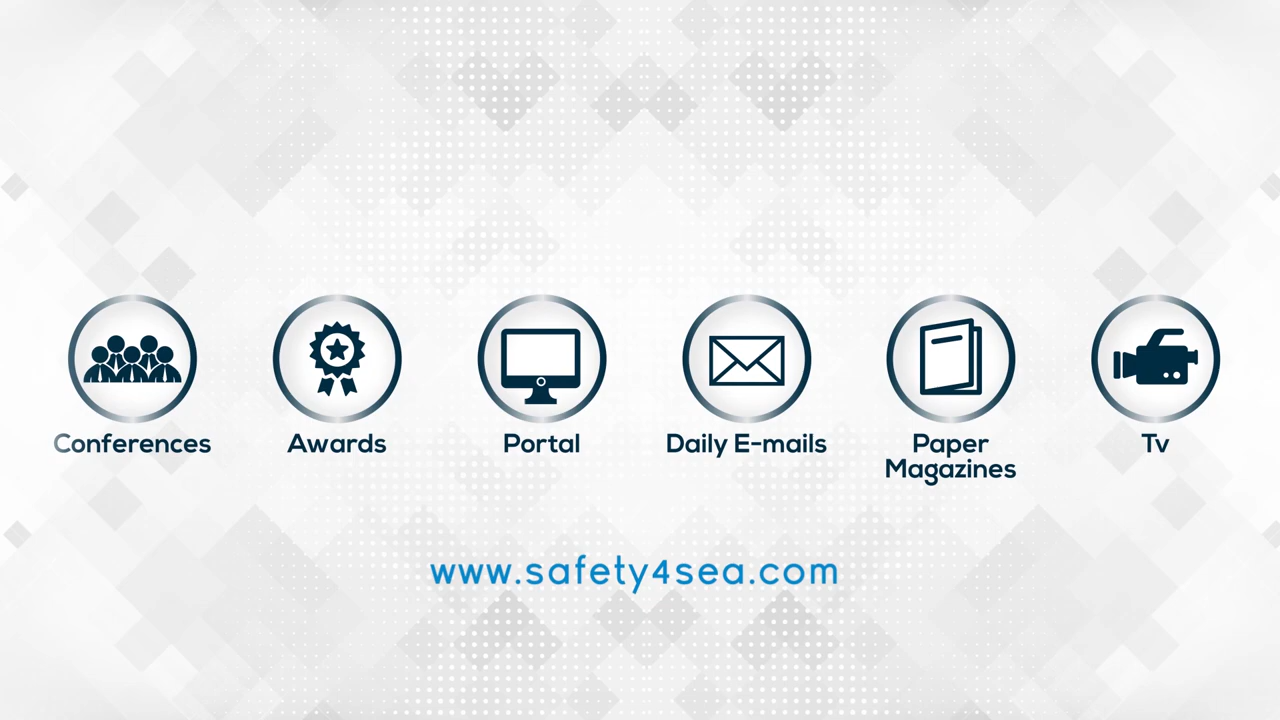 Conferences
Awards
Portal
Daily E-mails
Paper
Magazines
Tv
www.safety4sea.com